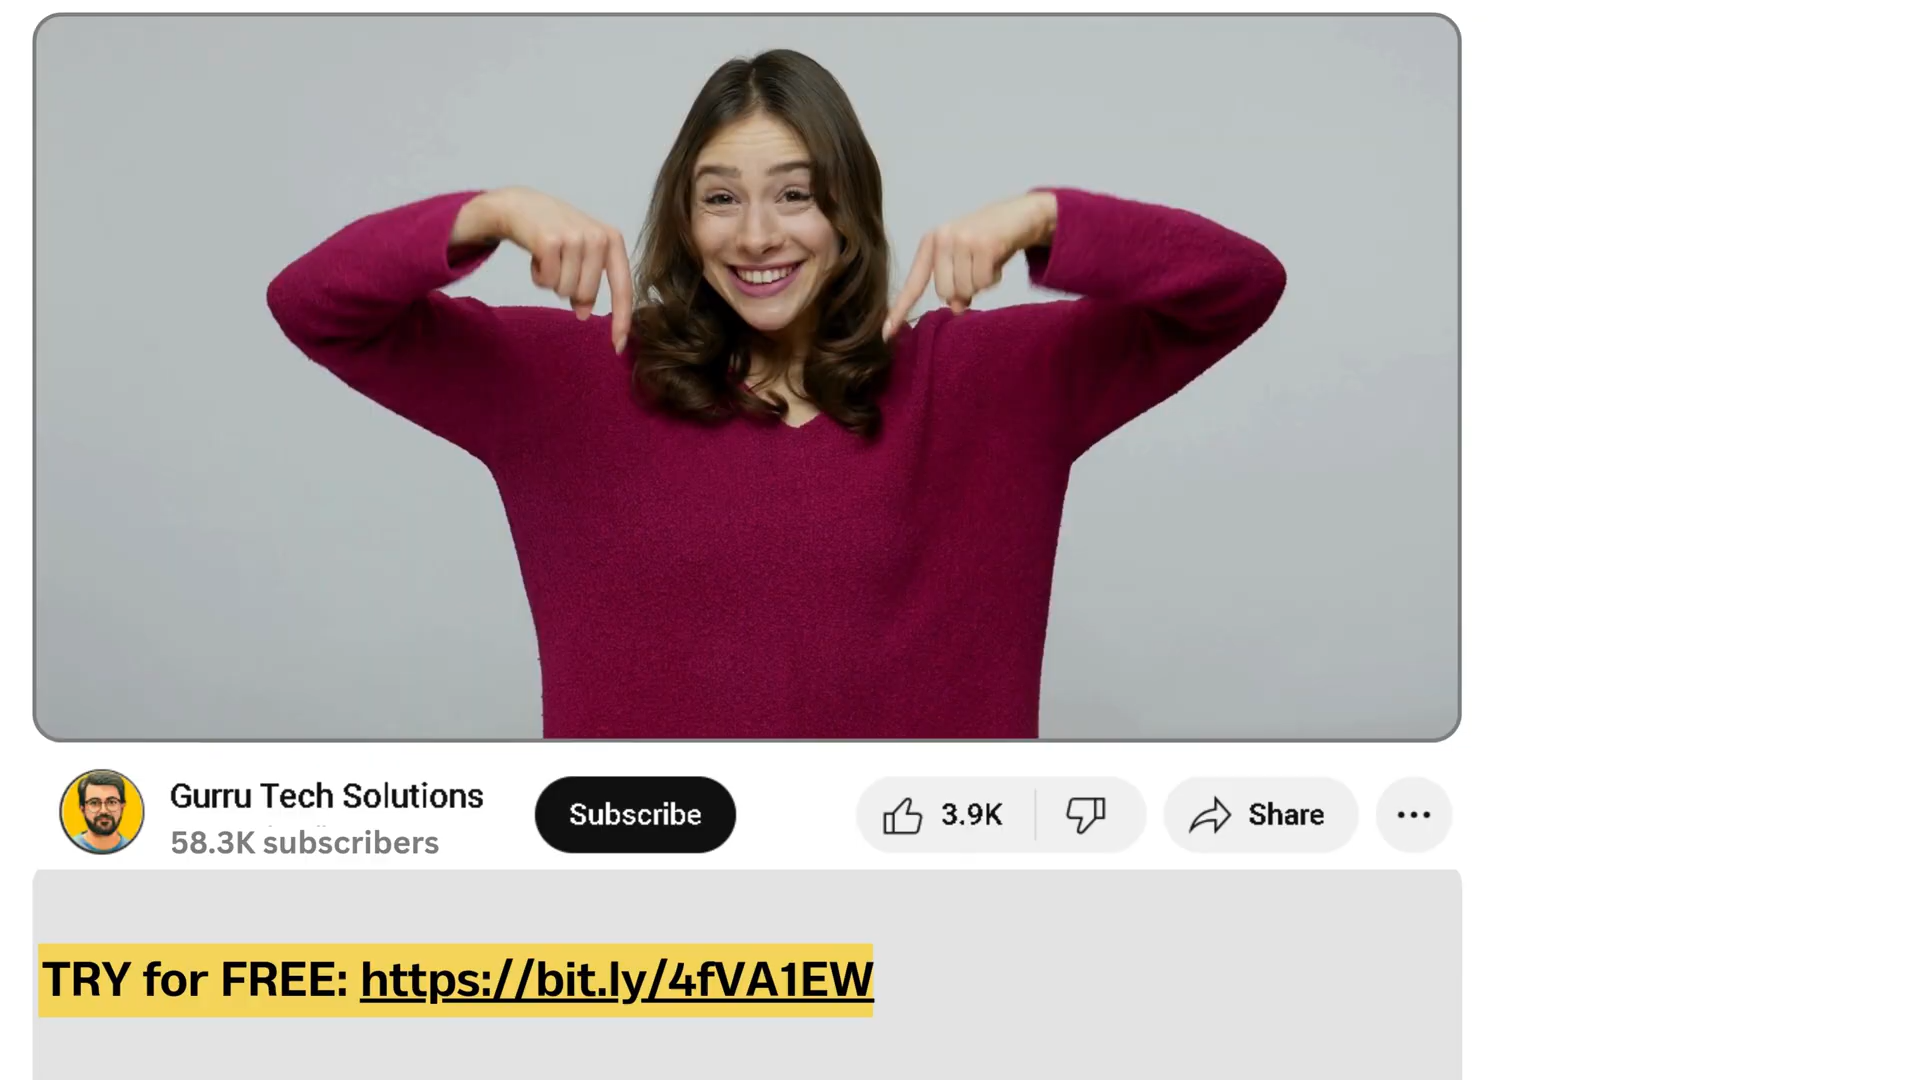 Gurru Tech Solutions
58.3K subscribers
Subscribe
3.9K
Share
TRY for FREE: https://bit.ly/4fVA1EW